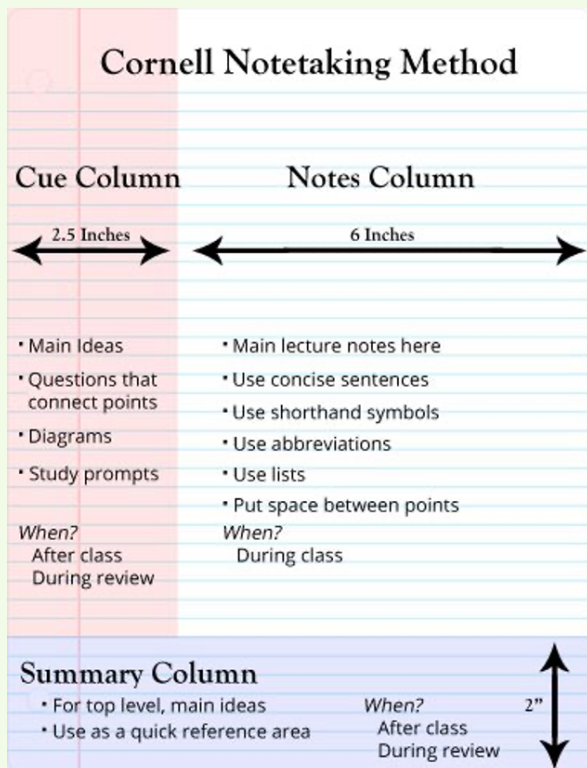 Cornell Notetaking Method
Cue Column
2.5 Inches
• Main Ideas
• Questions that
connect points
• Diagrams
• Study prompts
When?
After class
During review
Notes Column
6 Inches
• Main lecture notes here
• Use concise sentences
• Use shorthand symbols
• Use abbreviations
• Use lists
• Put space between points
When?
During class
Summary Column
• For top level, main ideas
• Use as a quick reference area
When?
After class
During review
2”